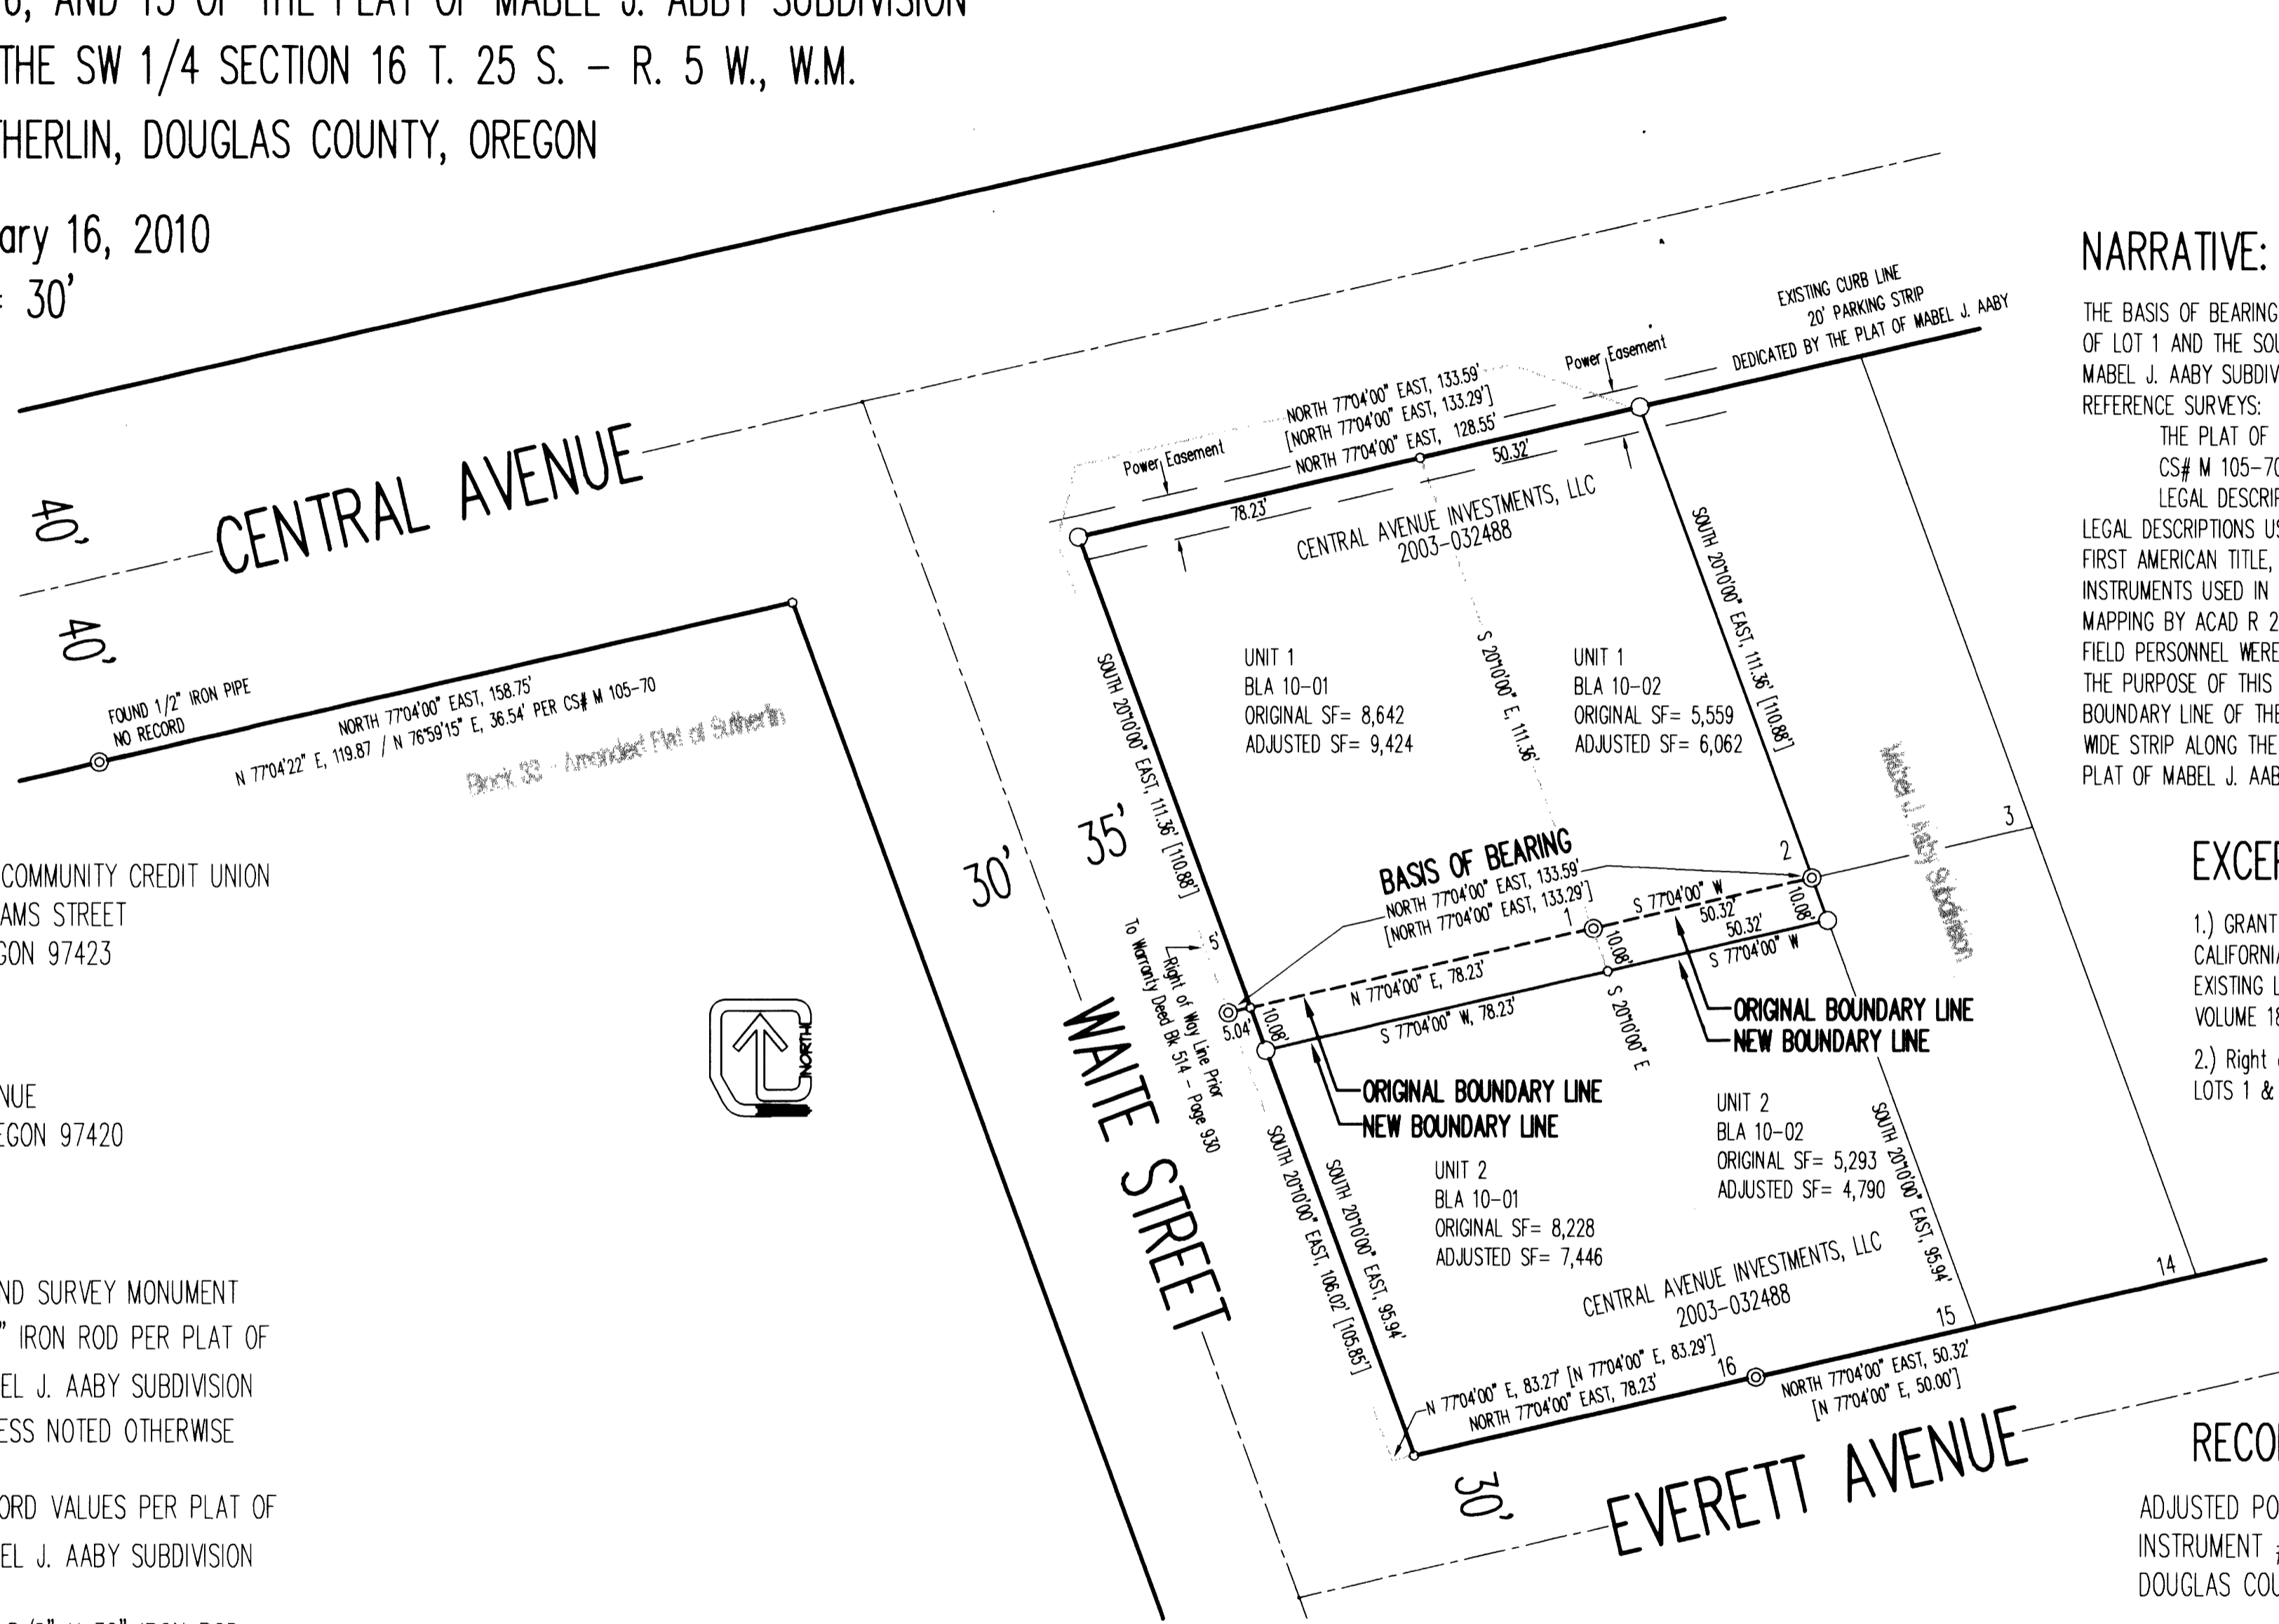 6, AND 15 OF THE PLAT OF MABEL J. ABBY SUBDIVISION
THE SW 1/4 SECTION 16 T. 25 S. – R. 5 W., W.M.
THERLIN, DOUGLAS COUNTY, OREGON
ary 16, 2010
= 30'
40'
40'
CENTRAL AVENUE
FOUND 1/2" IRON PIPE
NO RECORD
NORTH 77°04'00" EAST, 158.75'
N 77°04'22" E, 119.87 / N 76°59'15" E, 36.54' PER CS# M 105-70
Block 33 - Amended Plat of Sutherlin
EXISTING CURB LINE
20' PARKING STRIP
DEDICATED BY THE PLAT OF MABEL J. AABY
Power Easement
Power Easement
NORTH 77°04'00" EAST, 133.59'
[NORTH 77°04'00" EAST, 133.29']
NORTH 77°04'00" EAST, 128.55'
78.23'
50.32'
CENTRAL AVENUE INVESTMENTS, LLC
2003-032488
SOUTH 20°10'00" EAST, 111.36' [110.88']
S 20°10'00" E, 111.36'
SOUTH 20°10'00" EAST, 111.36' [110.88']
UNIT 1
BLA 10-01
ORIGINAL SF= 8,642
ADJUSTED SF= 9,424
UNIT 1
BLA 10-02
ORIGINAL SF= 5,559
ADJUSTED SF= 6,062
Mabel J. Aaby Subdivision
3
2
1
5'
30'
35'
BASIS OF BEARING
NORTH 77°04'00" EAST, 133.59'
[NORTH 77°04'00" EAST, 133.29']
S 77°04'00" W
50.32'
50.32'
S 77°04'00" W
10.08'
10.08'
10.08'
5.04'
N 77°04'00" E, 78.23'
S 77°04'00" W, 78.23'
S 20°10'00" E
Right of Way Line Prior
To Warranty Deed Bk 514 - Page 930
ORIGINAL BOUNDARY LINE
NEW BOUNDARY LINE
ORIGINAL BOUNDARY LINE
NEW BOUNDARY LINE
WAITE STREET
NORTH
UNIT 2
BLA 10-01
ORIGINAL SF= 8,228
ADJUSTED SF= 7,446
UNIT 2
BLA 10-02
ORIGINAL SF= 5,293
ADJUSTED SF= 4,790
SOUTH 20°10'00" EAST, 106.02' [105.85']
SOUTH 20°10'00" EAST, 95.94'
SOUTH 20°10'00" EAST, 95.94'
CENTRAL AVENUE INVESTMENTS, LLC
2003-032488
N 77°04'00" E, 83.27' [N 77°04'00" E, 83.29']
NORTH 77°04'00" EAST, 78.23'
16
15
14
NORTH 77°04'00" EAST, 50.32'
[N 77°04'00" E, 50.00']
30'
EVERETT AVENUE
COMMUNITY CREDIT UNION
AMS STREET
GON 97423
NUE
EGON 97420
ND SURVEY MONUMENT
" IRON ROD PER PLAT OF
EL J. AABY SUBDIVISION
ESS NOTED OTHERWISE
ORD VALUES PER PLAT OF
EL J. AABY SUBDIVISION
NARRATIVE:
THE BASIS OF BEARING
OF LOT 1 AND THE SOU
MABEL J. AABY SUBDIV
REFERENCE SURVEYS:
THE PLAT OF
CS# M 105-70
LEGAL DESCRI
LEGAL DESCRIPTIONS US
FIRST AMERICAN TITLE,
INSTRUMENTS USED IN
MAPPING BY ACAD R 2
FIELD PERSONNEL WERE
THE PURPOSE OF THIS
BOUNDARY LINE OF THE
WIDE STRIP ALONG THE
PLAT OF MABEL J. AAB
EXCE
1.) GRANT
CALIFORNIA
EXISTING L
VOLUME 18
2.) Right
LOTS 1 &
RECO
ADJUSTED PO
INSTRUMENT
DOUGLAS COU